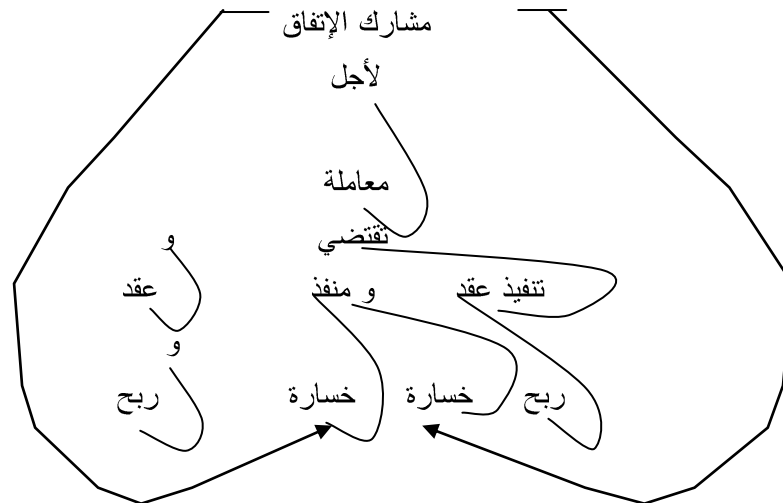 مشارك الإتفاق
لأجل
معاملة
تقتضي
و
تنفيذ عقد
و منفذ
عقد
و
ربح
خسارة
خسارة
ربح